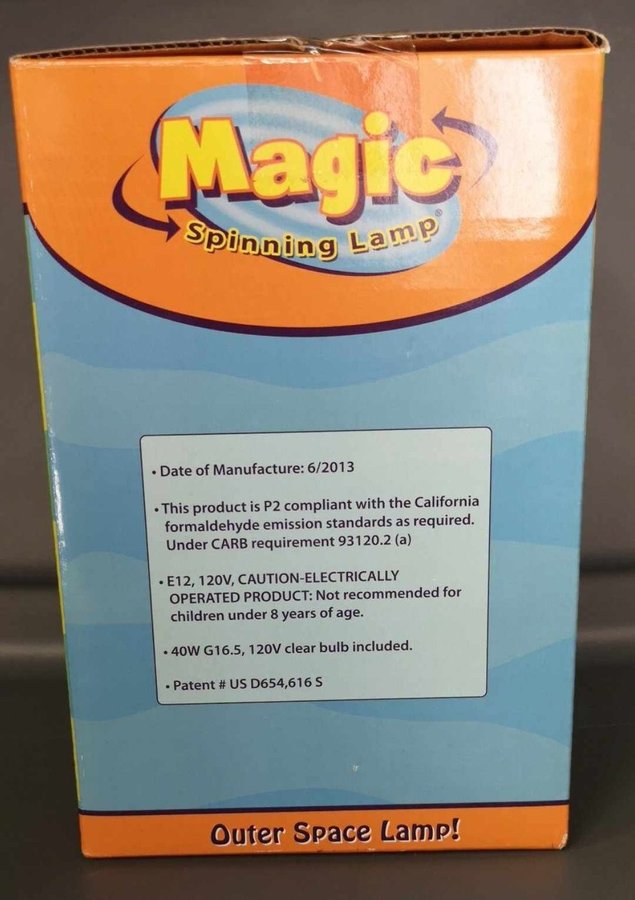 Magic
Spinning Lamp®
• Date of Manufacture: 6/2013
• This product is P2 compliant with the California
formaldehyde emission standards as required.
Under CARB requirement 93120.2 (a)
• E12, 120V, CAUTION-ELECTRICALLY
OPERATED PRODUCT: Not recommended for
children under 8 years of age.
• 40W G16.5, 120V clear bulb included.
• Patent # US D654,616 S
Outer Space Lamp!